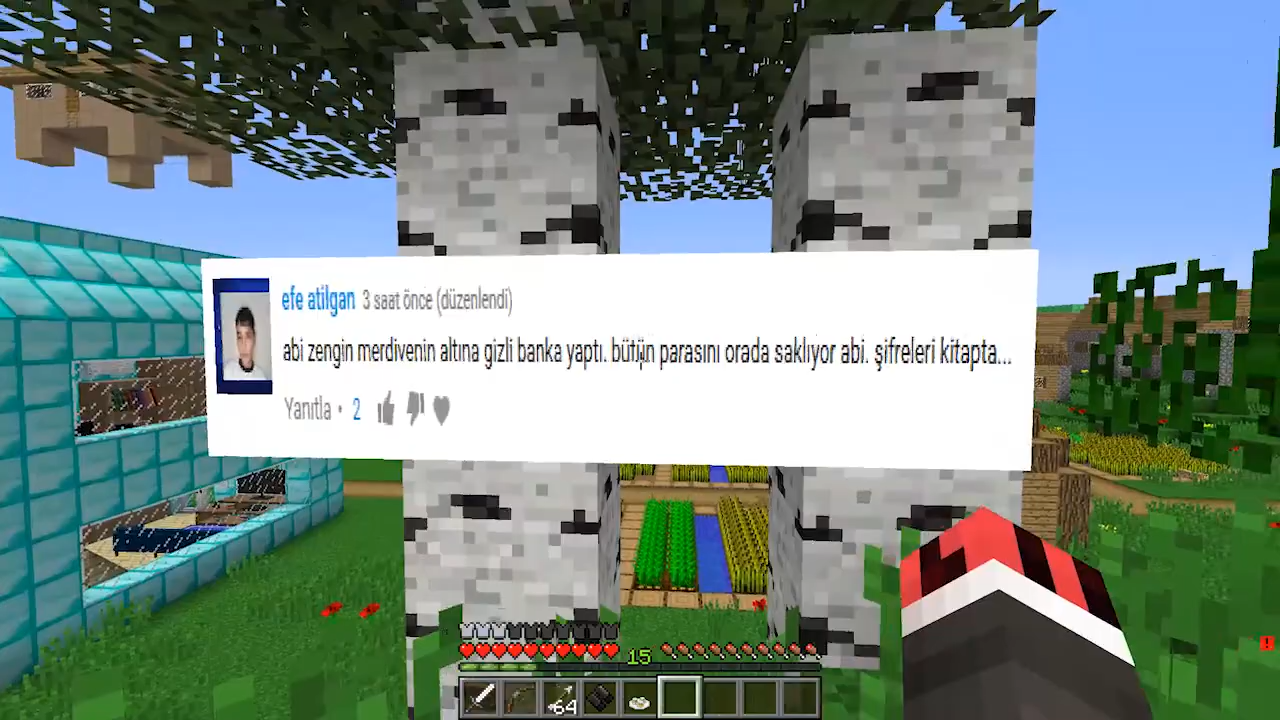 efe atilgan 3 saat önce (düzenlendi)
abi zengin merdivenin altına gizli banka yaptı. bütün parasını orada saklıyor abi. şifreleri kitapta...
Yanıtla • 2
15
64